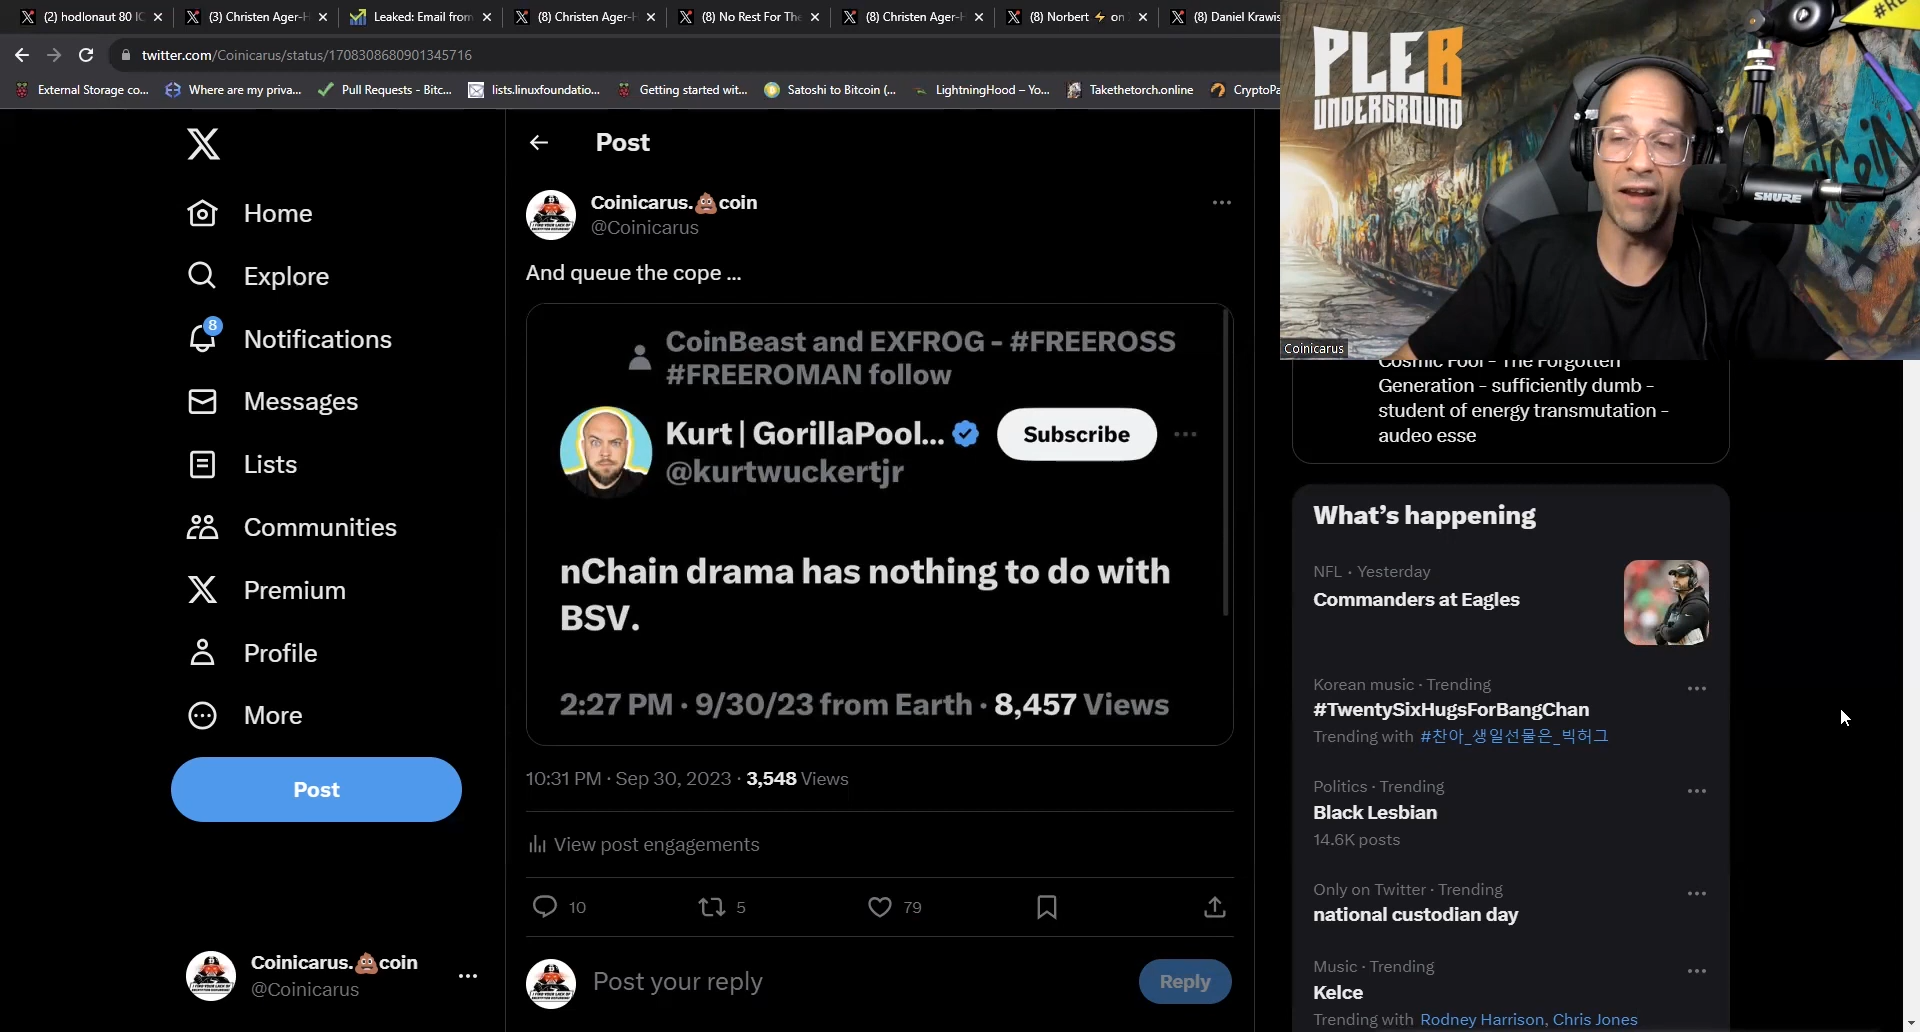 (2) hodlonaut 80 IC
(3) Christen Ager-H
Leaked: Email from
(8) Christen Ager-H
(8) No Rest For The
(8) Christen Ager-H
(8) Norbert ⚡ on
(8) Daniel Krawis
twitter.com/Coinicarus/status/1708308680901345716
External Storage co...
Where are my priva...
Pull Requests - Bitc...
lists.linuxfoundatio...
Getting started wit...
Satoshi to Bitcoin (...
LightningHood – Yo...
Takethetorch.online
CryptoPa
PLEB
UNDERGROUND
SHURE
Coinicarus
Home
Explore
8
Notifications
Messages
Lists
Communities
Premium
Profile
More
Post
Coinicarus.💩coin
@Coinicarus
Post
Coinicarus.💩coin
@Coinicarus
And queue the cope ...
CoinBeast and EXFROG - #FREEROSS
#FREEROMAN follow
Kurt | GorillaPool...
Subscribe
@kurtwuckertjr
nChain drama has nothing to do with
BSV.
2:27 PM · 9/30/23 from Earth · 8,457 Views
10:31 PM · Sep 30, 2023 · 3,548 Views
View post engagements
10
5
79
Post your reply
Reply
Cosmic Fool - The Forgotten
Generation - sufficiently dumb -
student of energy transmutation -
audeo esse
What's happening
NFL · Yesterday
Commanders at Eagles
Korean music · Trending
#TwentySixHugsForBangChan
Trending with #찬아_생일선물은_빅허그
Politics · Trending
Black Lesbian
14.6K posts
Only on Twitter · Trending
national custodian day
Music · Trending
Kelce
Trending with Rodney Harrison, Chris Jones